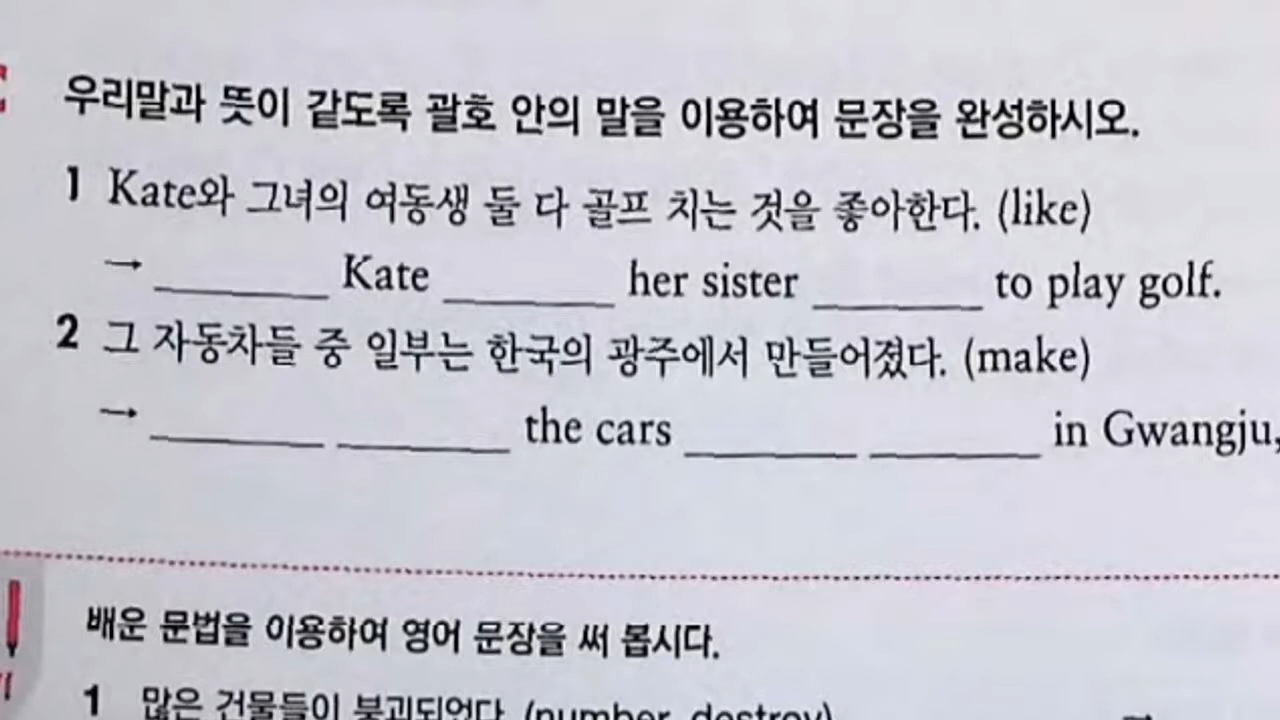 우리말과 뜻이 같도록 괄호 안의 말을 이용하여 문장을 완성하시오.
1 Kate와 그녀의 여동생 둘 다 골프 치는 것을 좋아한다. (like)
→ ________ Kate ________ her sister ________ to play golf.
2 그 자동차들 중 일부는 한국의 광주에서 만들어졌다. (make)
→ ________ ________ the cars ________ ________ in Gwangju,
배운 문법을 이용하여 영어 문장을 써 봅시다.
1 많은 건물들이 붕괴되었다. (number, destroy)